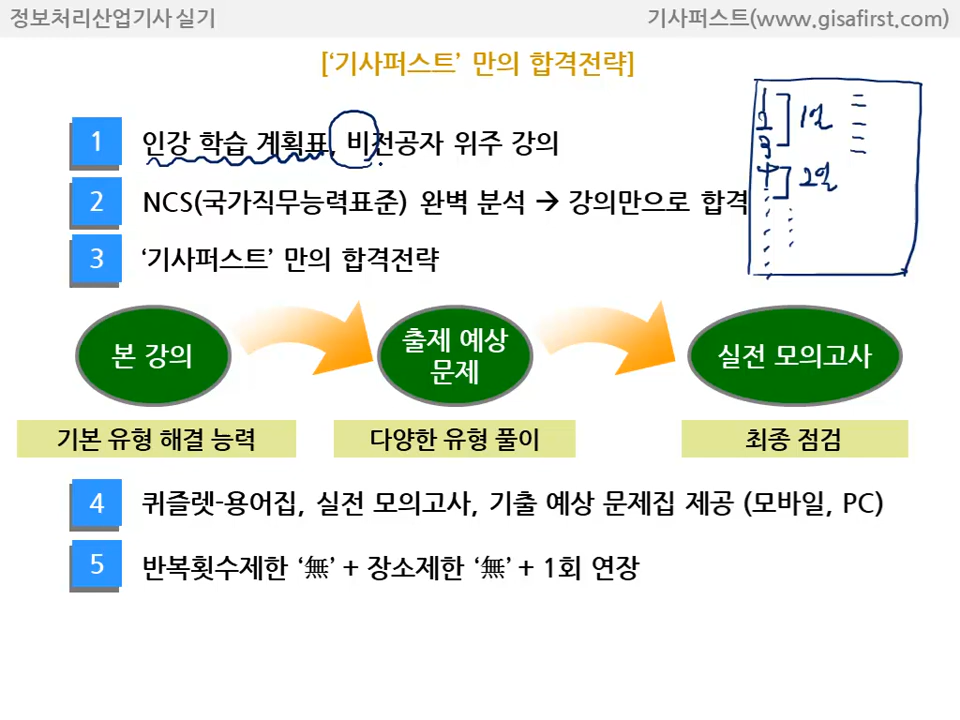 정보처리산업기사 실기
기사퍼스트(www.gisafirst.com)
[‘기사퍼스트’ 만의 합격전략]
1 인강 학습 계획표, 비전공자 위주 강의
2 NCS(국가직무능력표준) 완벽 분석 → 강의만으로 합격
3 ‘기사퍼스트’ 만의 합격전략
1
2 1일
3
4 2일
본 강의
출제 예상
문제
실전 모의고사
기본 유형 해결 능력
다양한 유형 풀이
최종 점검
4 퀴즐렛-용어집, 실전 모의고사, 기출 예상 문제집 제공 (모바일, PC)
5 반복횟수제한 ‘無’ + 장소제한 ‘無’ + 1회 연장